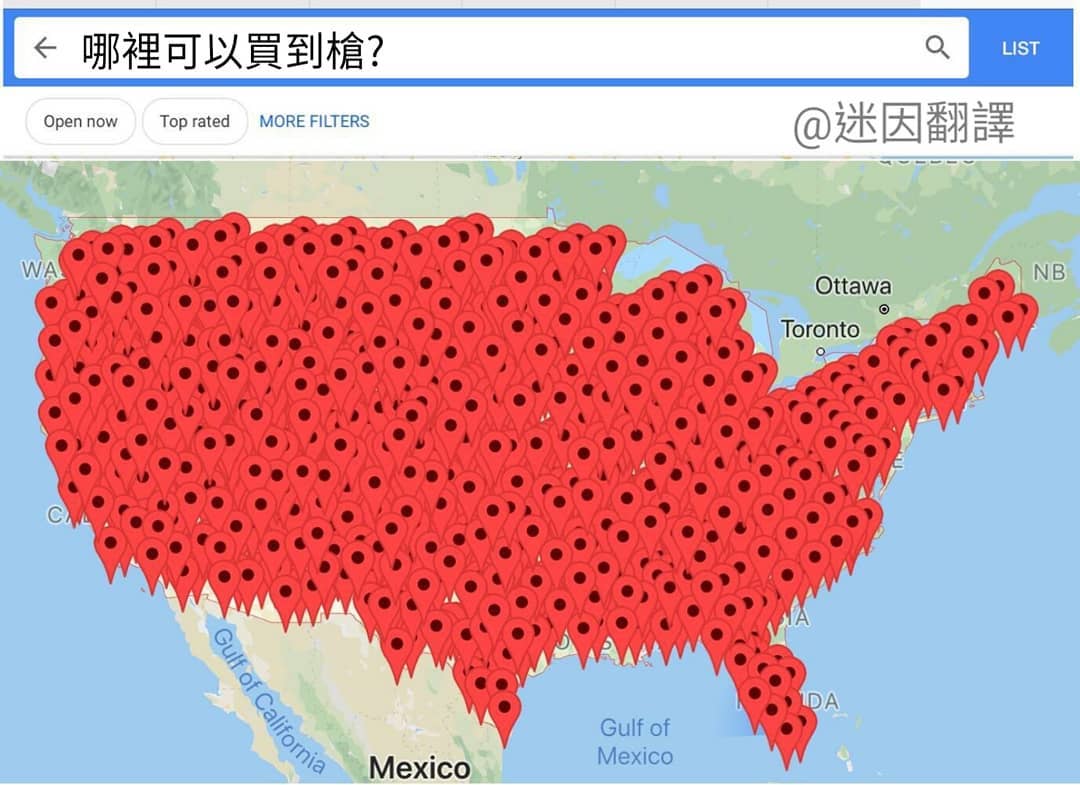 哪裡可以買到槍?
LIST
Open now
Top rated
MORE FILTERS
@迷因翻譯
WA
Ottawa
NB
Toronto
CA
Gulf of California
DA
Gulf of
Mexico
Mexico